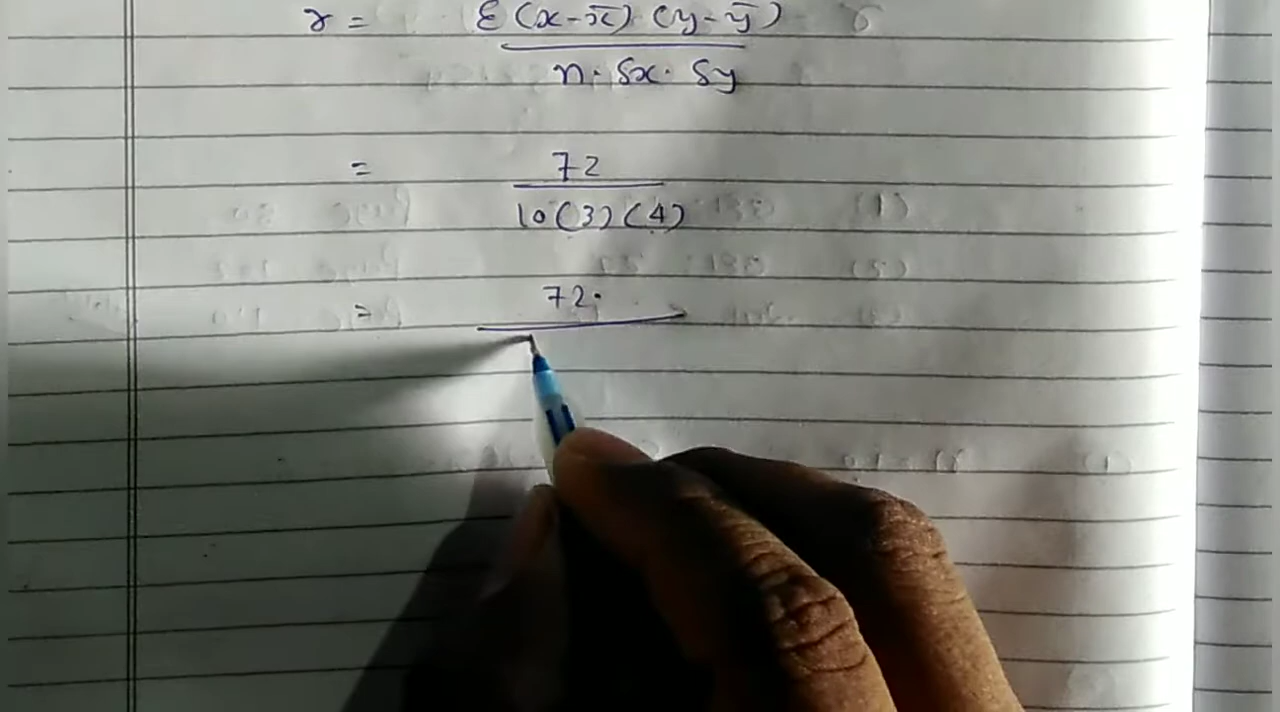 r = Σ(x-x̄) (y-ȳ)
n · Sx · Sy
= 72
10(3)(4)
= 72.